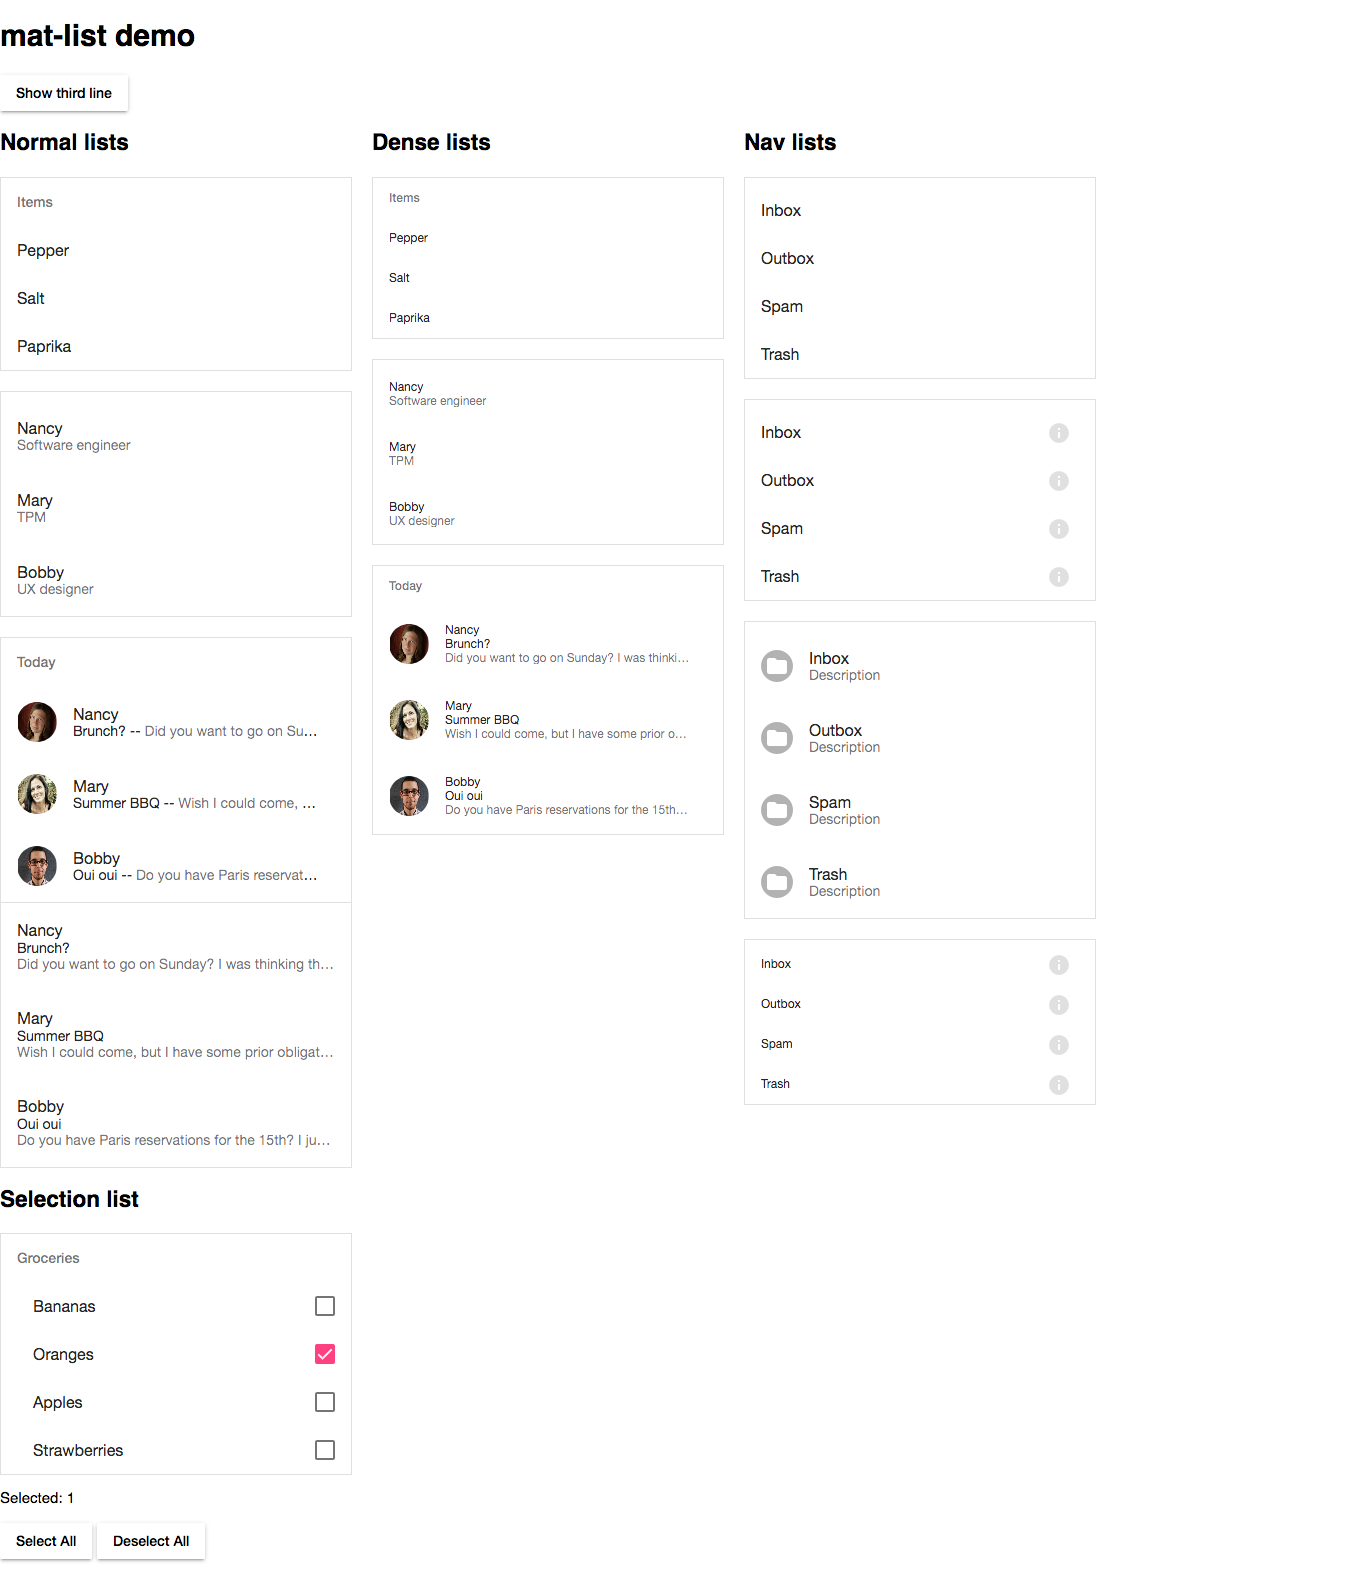 mat-list demo
Show third line
Normal lists
Items
Pepper
Salt
Paprika
Nancy
Software engineer
Mary
TPM
Bobby
UX designer
Today
Nancy
Brunch? -- Did you want to go on Su...
Mary
Summer BBQ -- Wish I could come, ...
Bobby
Oui oui -- Do you have Paris reservat...
Nancy
Brunch?
Did you want to go on Sunday? I was thinking th...
Mary
Summer BBQ
Wish I could come, but I have some prior obligat...
Bobby
Oui oui
Do you have Paris reservations for the 15th? I ju...
Dense lists
Items
Pepper
Salt
Paprika
Nancy
Software engineer
Mary
TPM
Bobby
UX designer
Today
Nancy
Brunch?
Did you want to go on Sunday? I was thinki...
Mary
Summer BBQ
Wish I could come, but I have some prior o...
Bobby
Oui oui
Do you have Paris reservations for the 15th...
Nav lists
Inbox
Outbox
Spam
Trash
Inbox
Outbox
Spam
Trash
Inbox
Description
Outbox
Description
Spam
Description
Trash
Description
Inbox
Outbox
Spam
Trash
Selection list
Groceries
Bananas
Oranges
Apples
Strawberries
Selected: 1
Select All
Deselect All